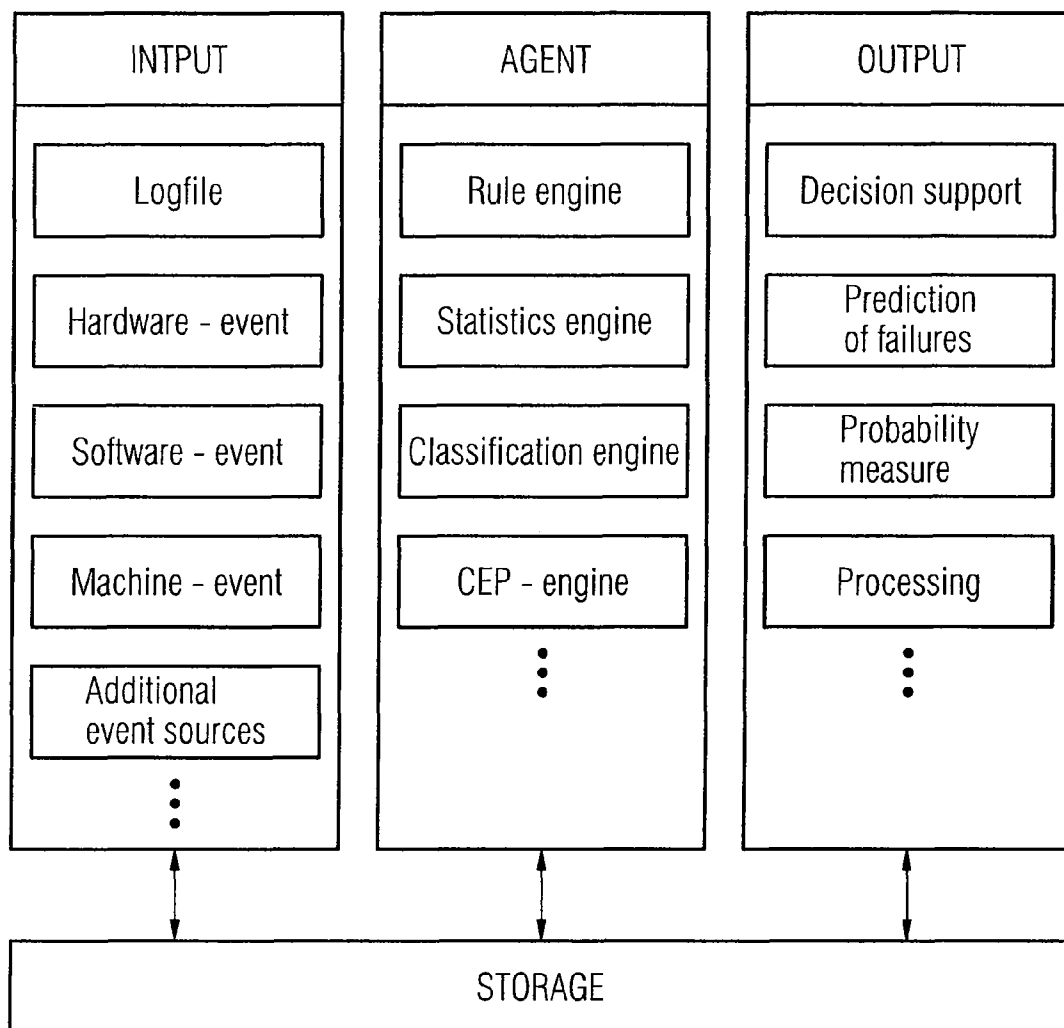 INTPUT
Logfile
Hardware - event
Software - event
Machine - event
Additional
event sources
AGENT
Rule engine
Statistics engine
Classification engine
CEP - engine
OUTPUT
Decision support
Prediction
of failures
Probability
measure
Processing
STORAGE